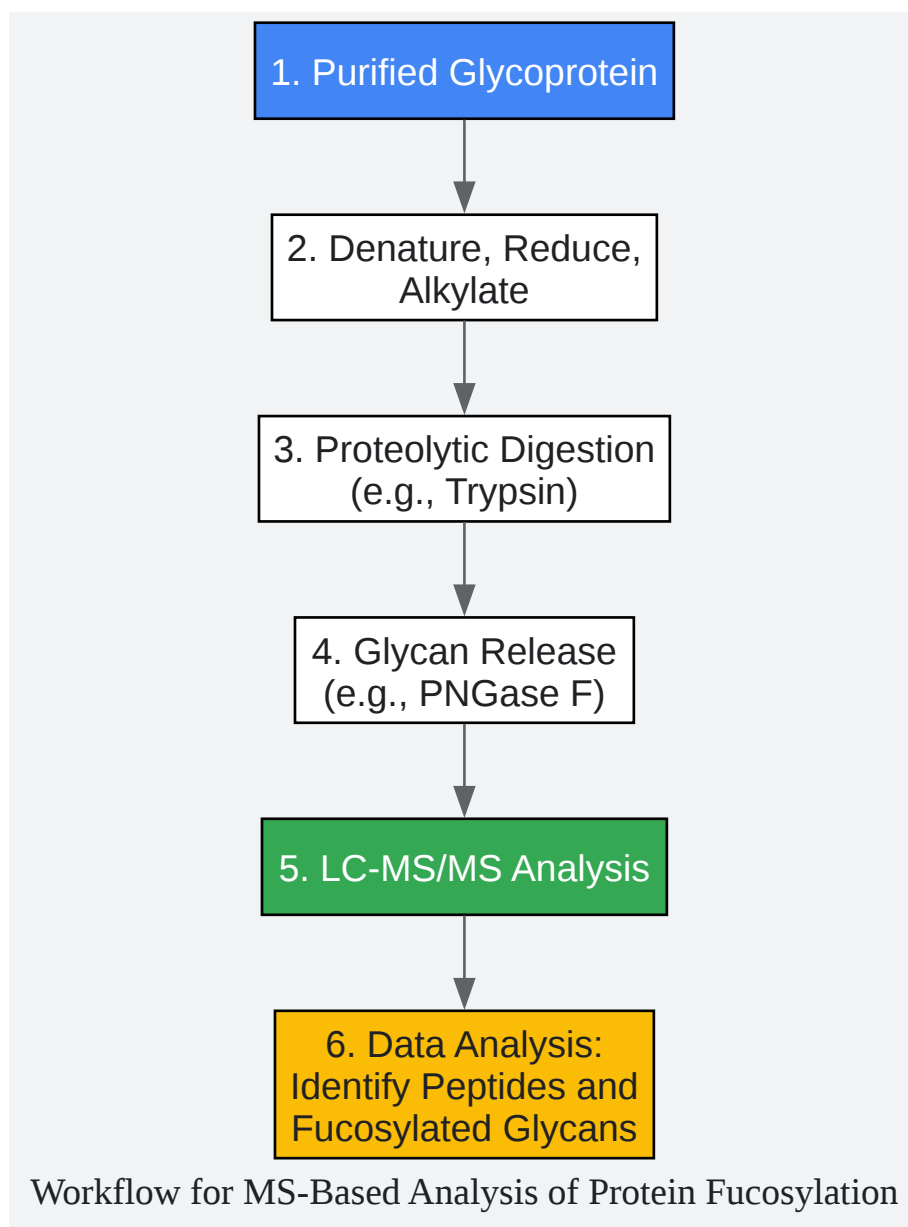 1. Purified Glycoprotein
2. Denature, Reduce,
Alkylate
3. Proteolytic Digestion
(e.g., Trypsin)
4. Glycan Release
(e.g., PNGase F)
5. LC-MS/MS Analysis
6. Data Analysis:
Identify Peptides and
Fucosylated Glycans
Workflow for MS-Based Analysis of Protein Fucosylation